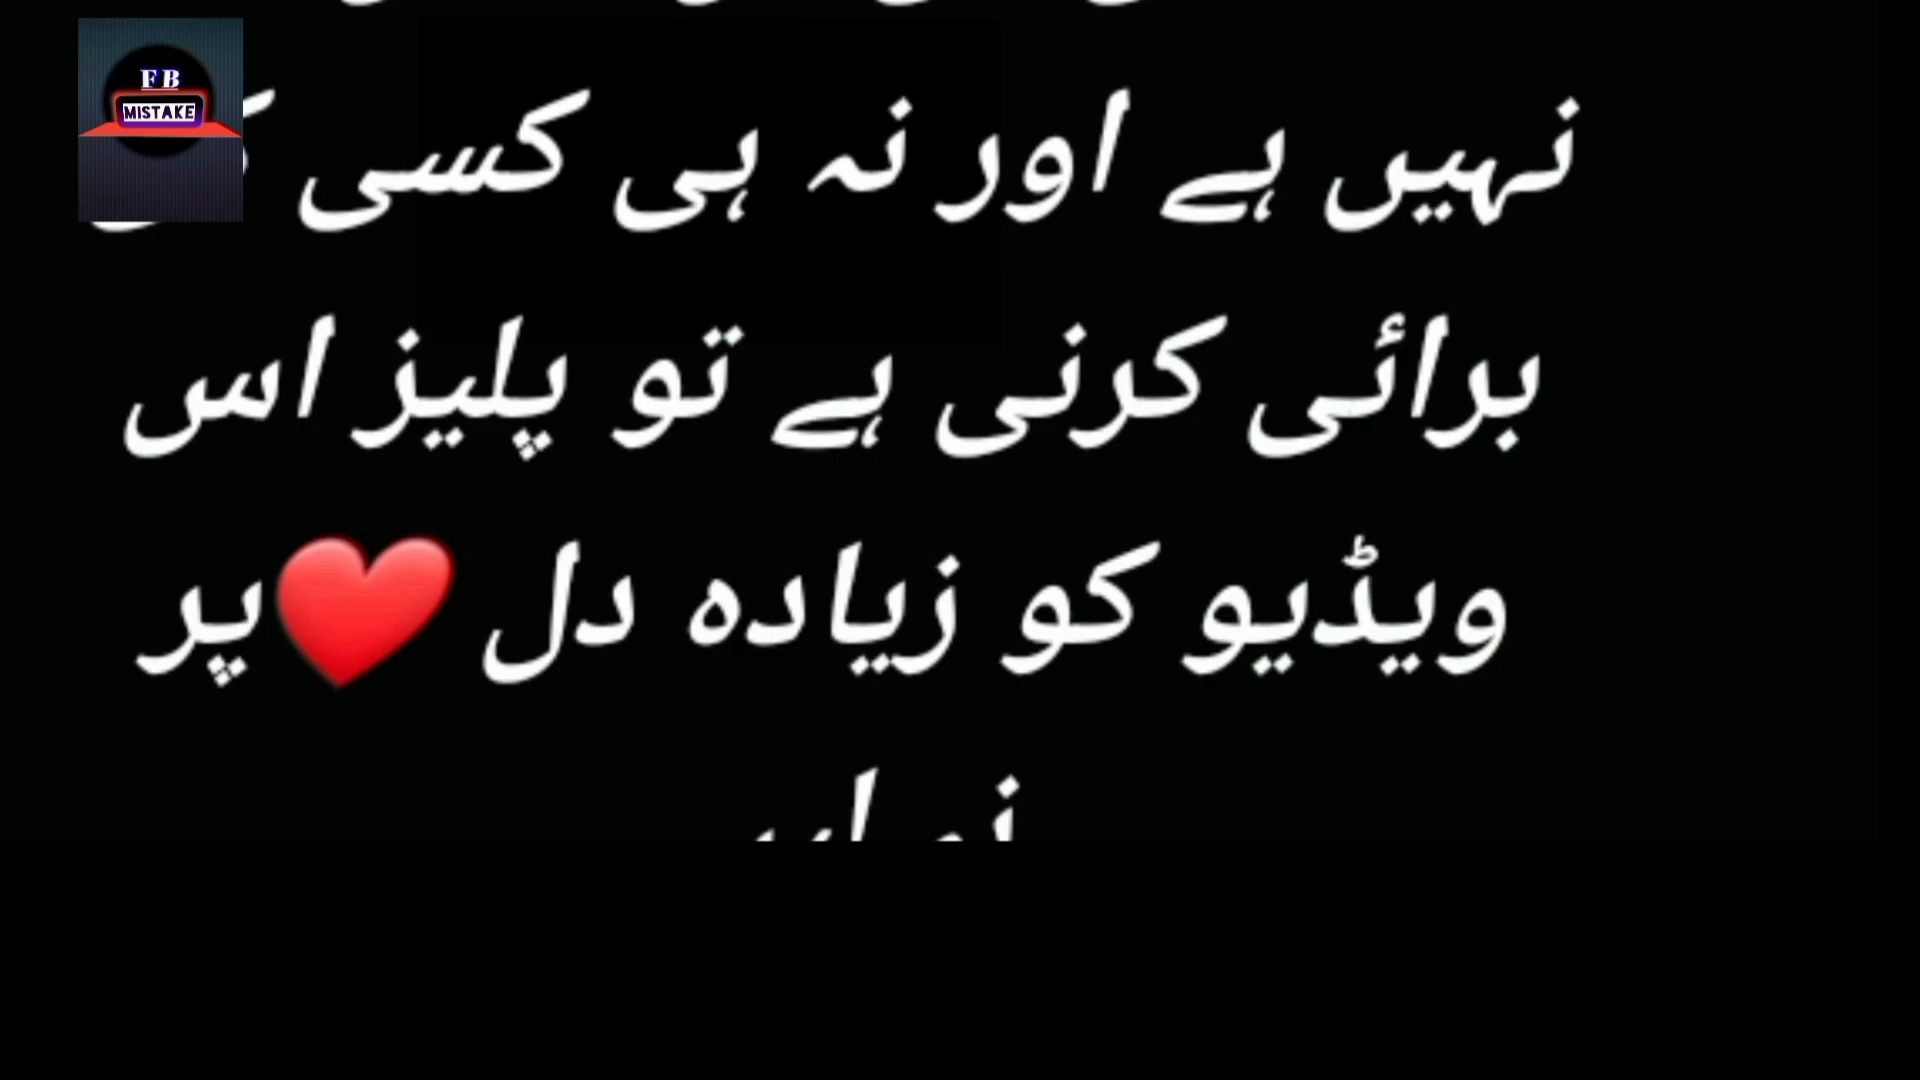 FB
MISTAKE
نہیں ہے اور نہ ہی کسی
برائی کرنی ہے تو پلیز اس
ویڈیو کو زیادہ دل ❤️پر